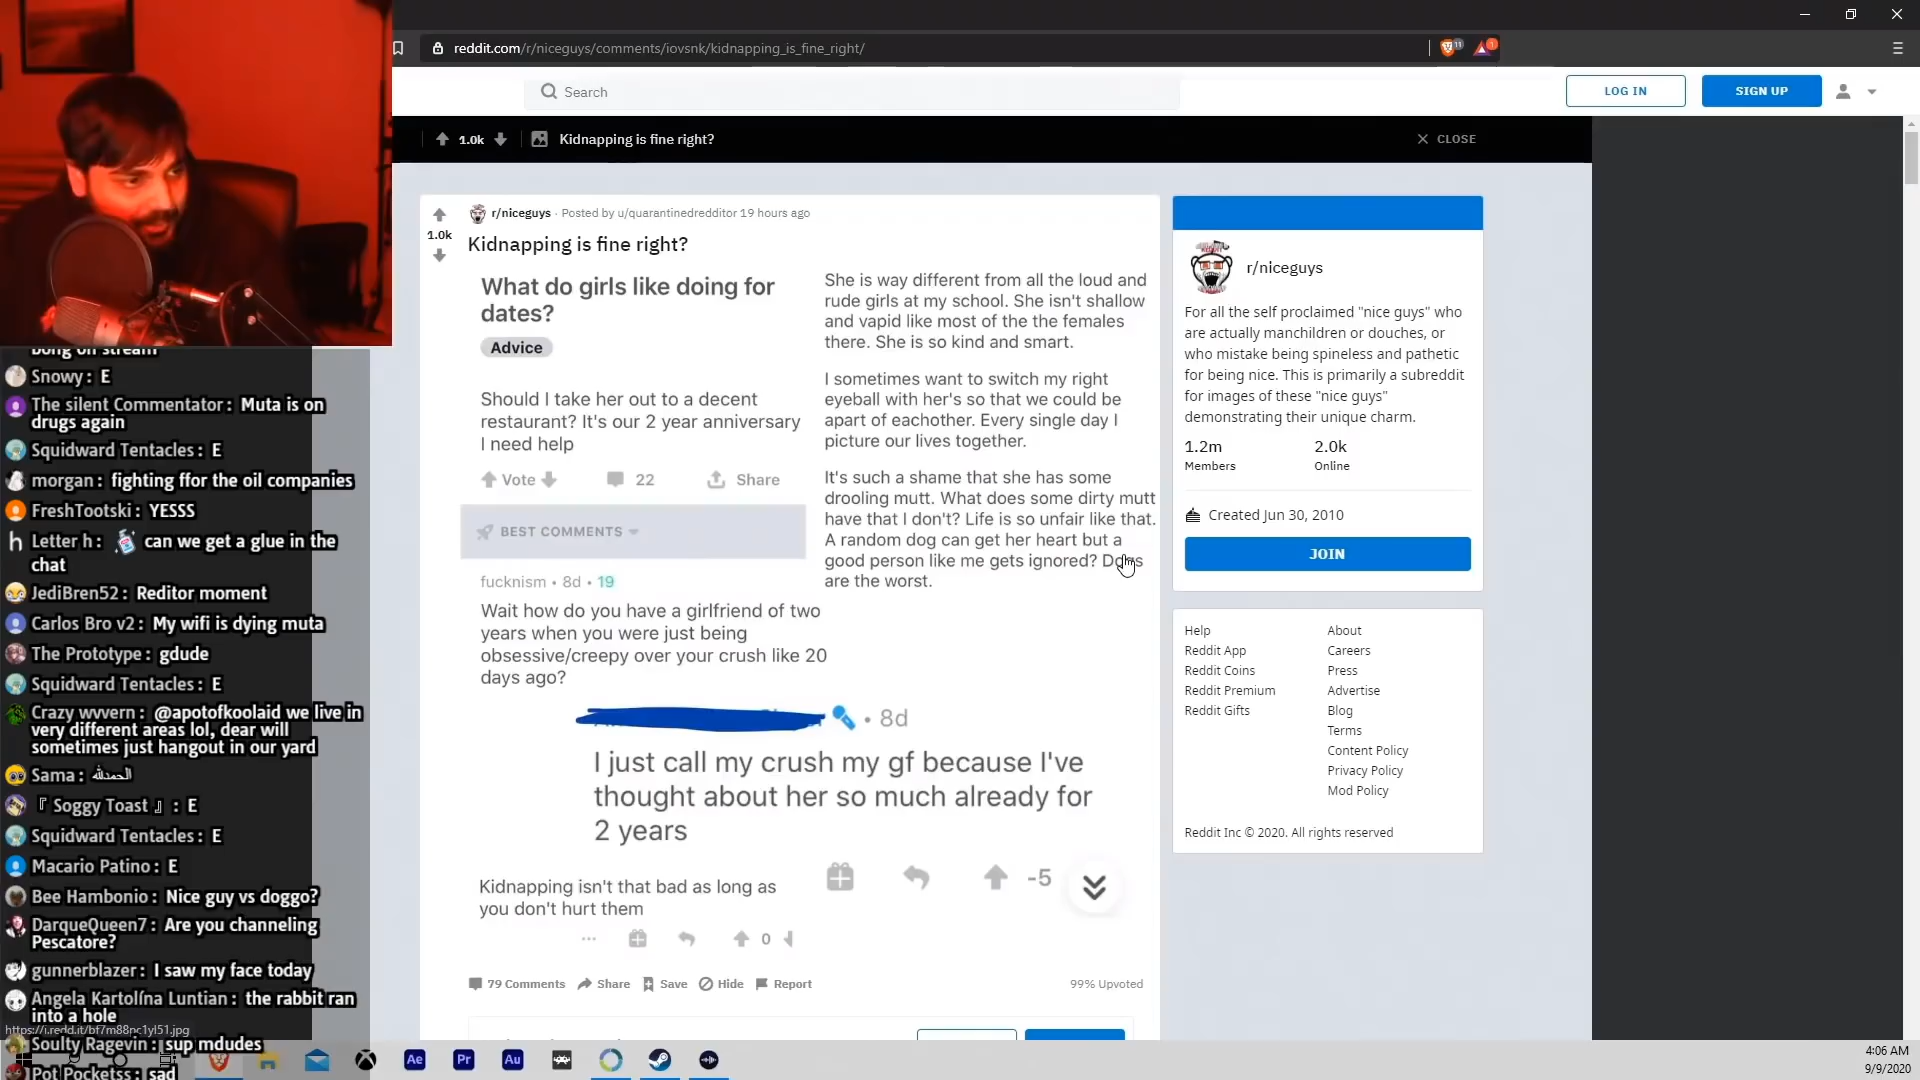 reddit.com/r/niceguys/comments/iovsnk/kidnapping_is_fine_right/
11
1
Search
LOG IN
SIGN UP
1.0k
Kidnapping is fine right?
CLOSE
r/niceguys · Posted by u/quarantinedredditor 19 hours ago
1.0k
Kidnapping is fine right?
What do girls like doing for
dates?
Advice
Should I take her out to a decent
restaurant? It's our 2 year anniversary
I need help
Vote
22
Share
BEST COMMENTS
fucknism • 8d • 19
Wait how do you have a girlfriend of two
years when you were just being
obsessive/creepy over your crush like 20
days ago?
• 8d
I just call my crush my gf because I've
thought about her so much already for
2 years
-5
Kidnapping isn't that bad as long as
you don't hurt them
0
She is way different from all the loud and
rude girls at my school. She isn't shallow
and vapid like most of the the females
there. She is so kind and smart.
I sometimes want to switch my right
eyeball with her's so that we could be
apart of eachother. Every single day I
picture our lives together.
It's such a shame that she has some
drooling mutt. What does some dirty mutt
have that I don't? Life is so unfair like that.
A random dog can get her heart but a
good person like me gets ignored? Dogs
are the worst.
79 Comments
Share
Save
Hide
Report
99% Upvoted
r/niceguys
For all the self proclaimed "nice guys" who
are actually manchildren or douches, or
who mistake being spineless and pathetic
for being nice. This is primarily a subreddit
for images of these "nice guys"
demonstrating their unique charm.
1.2m
Members
2.0k
Online
Created Jun 30, 2010
JOIN
Help
Reddit App
Reddit Coins
Reddit Premium
Reddit Gifts
About
Careers
Press
Advertise
Blog
Terms
Content Policy
Privacy Policy
Mod Policy
Reddit Inc © 2020. All rights reserved
bong on stream
Snowy: E
The silent Commentator: Muta is on
drugs again
Squidward Tentacles: E
morgan: fighting ffor the oil companies
FreshTootski: YESSS
h Letter h: can we get a glue in the
chat
JediBren52: Reditor moment
Carlos Bro v2: My wifi is dying muta
The Prototype: gdude
Squidward Tentacles: E
Crazy wvvern: @apotofkoolaid we live in
very different areas lol, dear will
sometimes just hangout in our yard
Sama: الحمدلله
『 Soggy Toast 』: E
Squidward Tentacles: E
Macario Patino: E
Bee Hambonio: Nice guy vs doggo?
DarqueQueen7: Are you channeling
Pescatore?
gunnerblazer: I saw my face today
Angela Kartolína Luntian: the rabbit ran
into a hole
https://i.redd.it/bf7m88pc1yl51.jpg
Soulty Ragevin: sup mdudes
Pot Pocketss: sad
Ae
Pr
Au
4:06 AM
9/9/2020